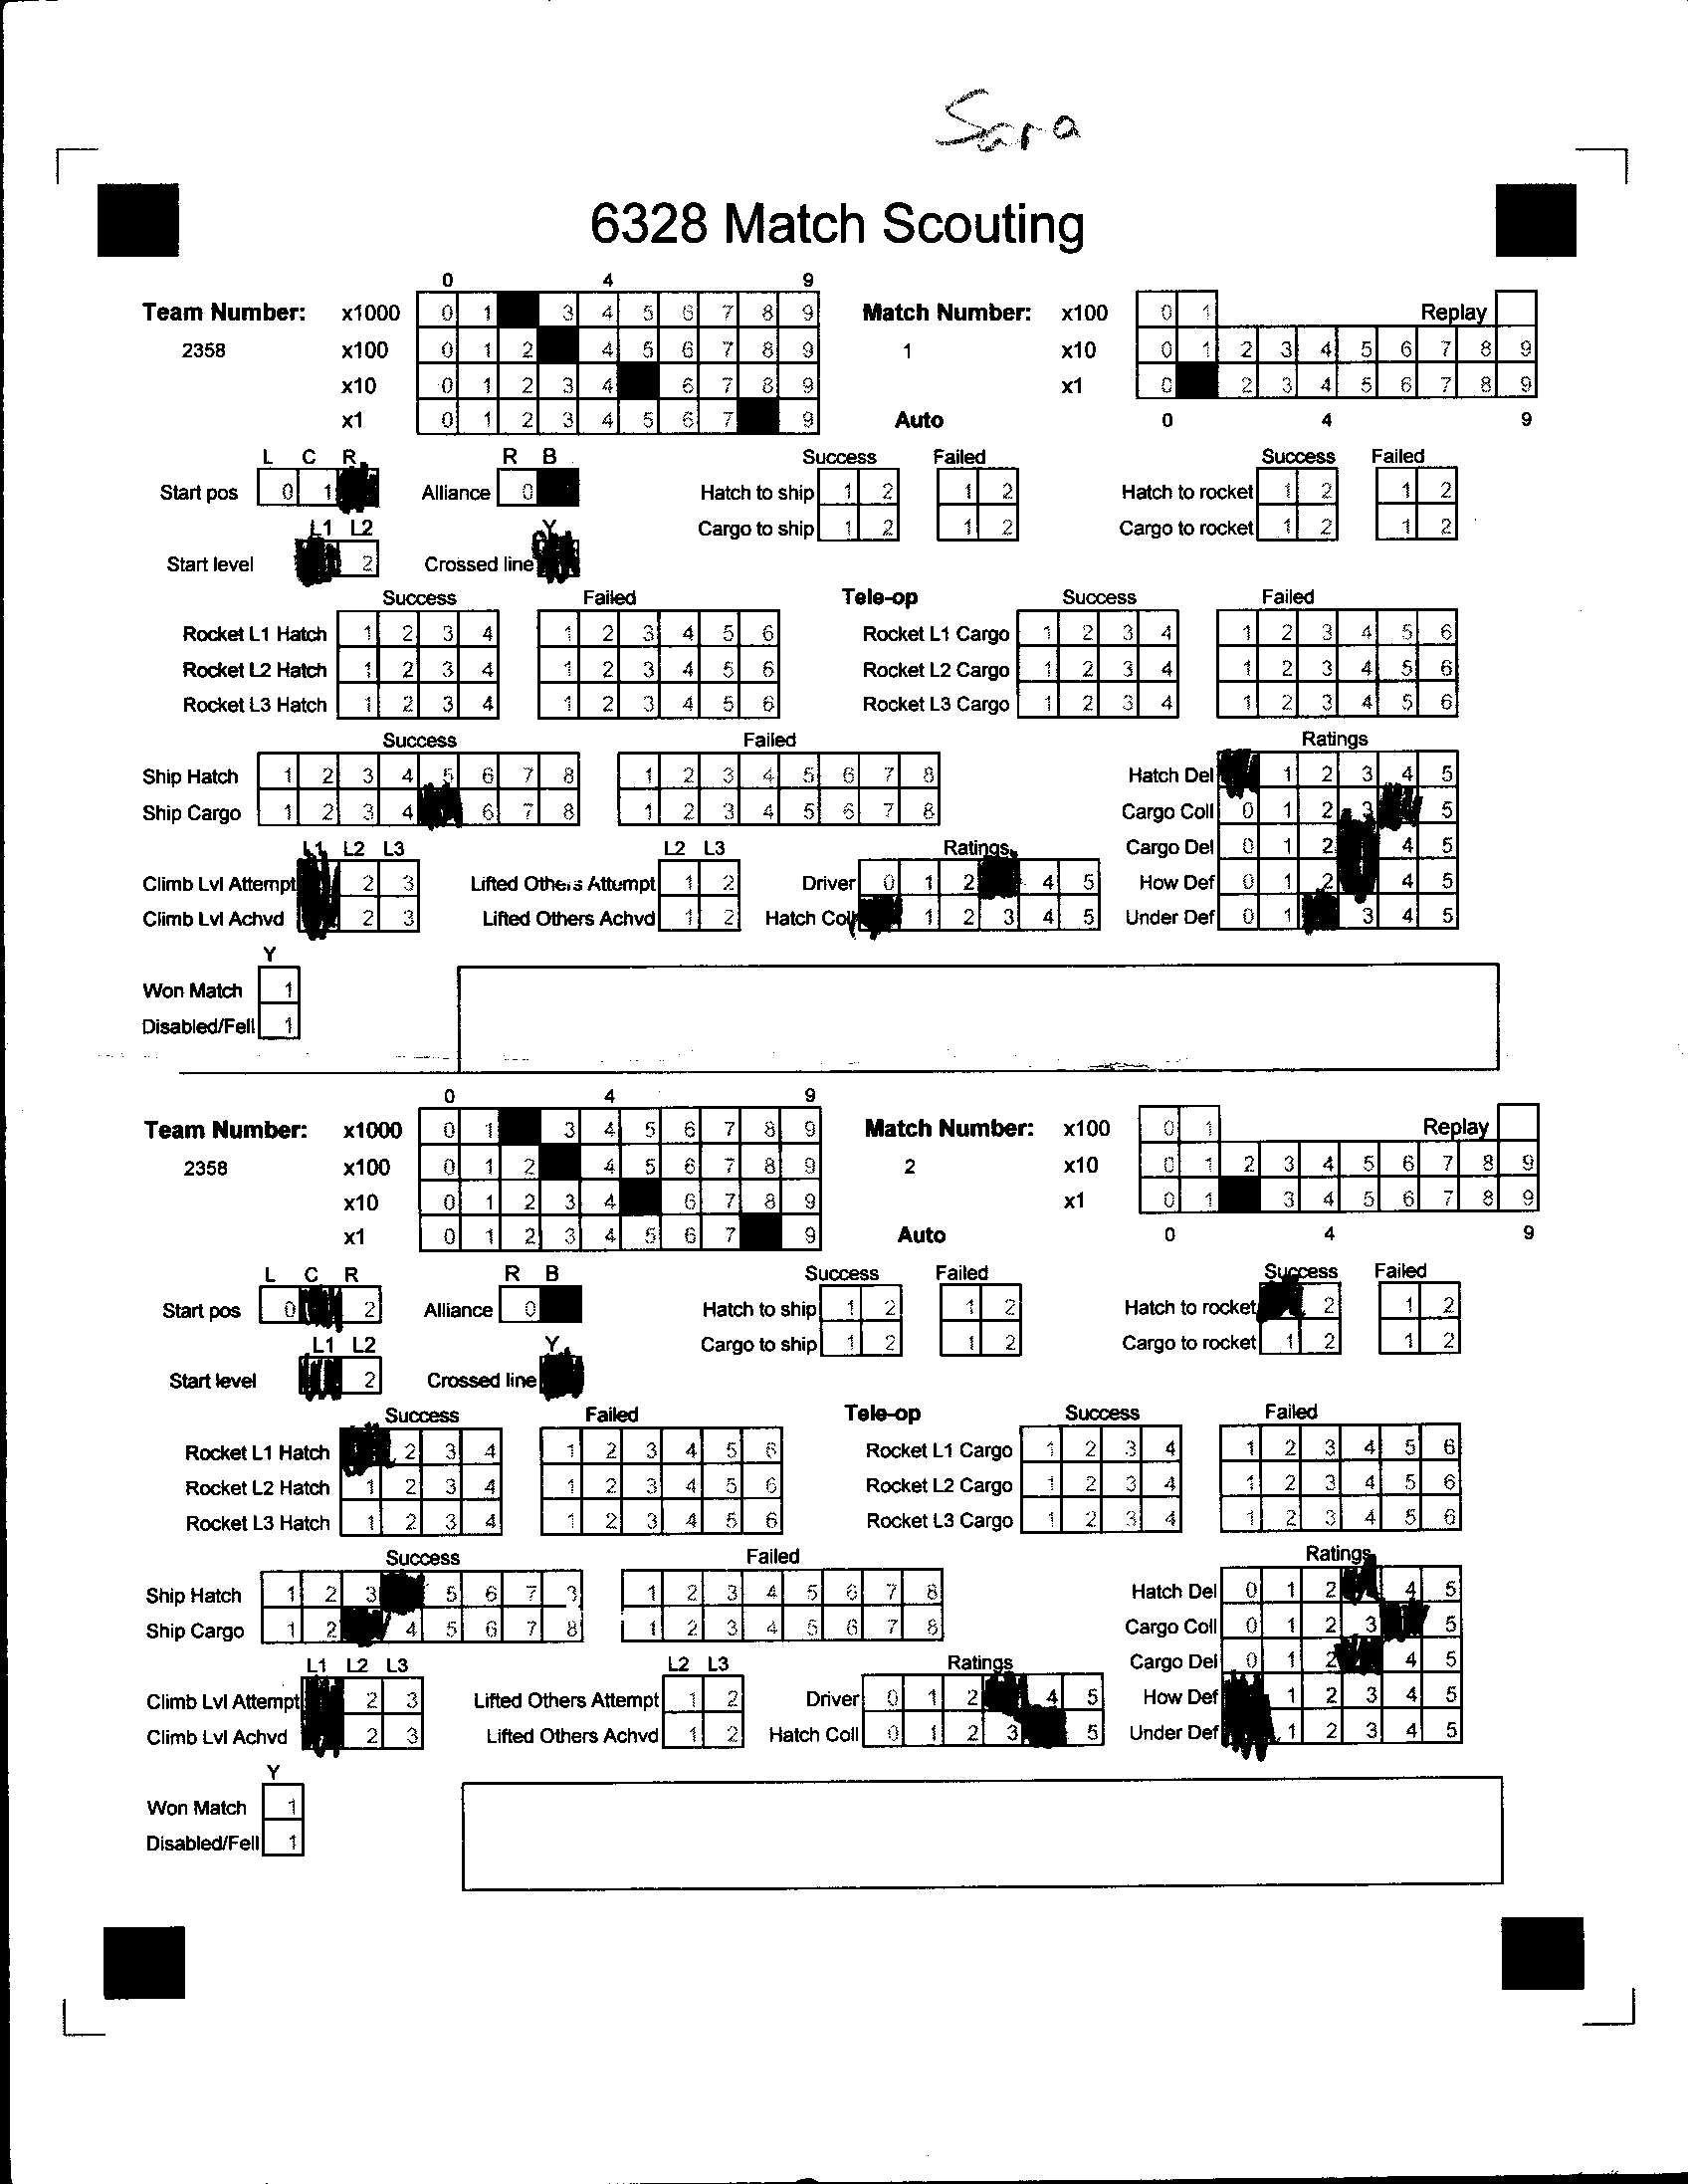 Sara
6328 Match Scouting
0 4 9
Team Number: x1000 0 1 3 4 5 6 7 8 9 Match Number: x100 0 1 Replay
2358 x100 0 1 2 4 5 6 7 8 9 1 x10 0 1 2 3 4 5 6 7 8 9
x10 0 1 2 3 4 6 7 8 9 x1 0 2 3 4 5 6 7 8 9
x1 0 1 2 3 4 5 6 7 9 Auto 0 4 9
L C R R B Success Failed Success Failed
Start pos 0 1 Alliance 0 Hatch to ship 1 2 1 2 Hatch to rocket 1 2 1 2
L1 L2 Y Cargo to ship 1 2 1 2 Cargo to rocket 1 2 1 2
Start level 2 Crossed line
Success Failed Tele-op Success Failed
Rocket L1 Hatch 1 2 3 4 1 2 3 4 5 6 Rocket L1 Cargo 1 2 3 4 1 2 3 4 5 6
Rocket L2 Hatch 1 2 3 4 1 2 3 4 5 6 Rocket L2 Cargo 1 2 3 4 1 2 3 4 5 6
Rocket L3 Hatch 1 2 3 4 1 2 3 4 5 6 Rocket L3 Cargo 1 2 3 4 1 2 3 4 5 6
Success Failed Ratings
Ship Hatch 1 2 3 4 5 6 7 8 1 2 3 4 5 6 7 8 Hatch Del 1 2 3 4 5
Ship Cargo 1 2 3 4 6 7 8 1 2 3 4 5 6 7 8 Cargo Coll 0 1 2 3 5
L1 L2 L3 L2 L3 Ratings Cargo Del 0 1 2 4 5
Climb Lvl Attempt 2 3 Lifted Others Attempt 1 2 Driver 0 1 2 4 5 How Def 0 1 2 4 5
Climb Lvl Achvd 2 3 Lifted Others Achvd 1 2 Hatch Coll 1 2 3 4 5 Under Def 0 1 3 4 5
Y
Won Match 1
Disabled/Fell 1
0 4 9
Team Number: x1000 0 1 3 4 5 6 7 8 9 Match Number: x100 0 1 Replay
2358 x100 0 1 2 4 5 6 7 8 9 2 x10 0 1 2 3 4 5 6 7 8 9
x10 0 1 2 3 4 6 7 8 9 x1 0 1 3 4 5 6 7 8 9
x1 0 1 2 3 4 5 6 7 9 Auto 0 4 9
L C R R B Success Failed Success Failed
Start pos 0 2 Alliance 0 Hatch to ship 1 2 1 2 Hatch to rocket 2 1 2
L1 L2 Y Cargo to ship 1 2 1 2 Cargo to rocket 1 2 1 2
Start level 2 Crossed line
Success Failed Tele-op Success Failed
Rocket L1 Hatch 2 3 4 1 2 3 4 5 6 Rocket L1 Cargo 1 2 3 4 1 2 3 4 5 6
Rocket L2 Hatch 1 2 3 4 1 2 3 4 5 6 Rocket L2 Cargo 1 2 3 4 1 2 3 4 5 6
Rocket L3 Hatch 1 2 3 4 1 2 3 4 5 6 Rocket L3 Cargo 1 2 3 4 1 2 3 4 5 6
Success Failed Ratings
Ship Hatch 1 2 3 5 6 7 8 1 2 3 4 5 6 7 8 Hatch Del 0 1 2 4 5
Ship Cargo 1 2 4 5 6 7 8 1 2 3 4 5 6 7 8 Cargo Coll 0 1 2 3 5
L1 L2 L3 L2 L3 Ratings Cargo Del 0 1 2 4 5
Climb Lvl Attempt 2 3 Lifted Others Attempt 1 2 Driver 0 1 2 4 5 How Def 1 2 3 4 5
Climb Lvl Achvd 2 3 Lifted Others Achvd 1 2 Hatch Coll 0 1 2 3 5 Under Def 1 2 3 4 5
Y
Won Match 1
Disabled/Fell 1